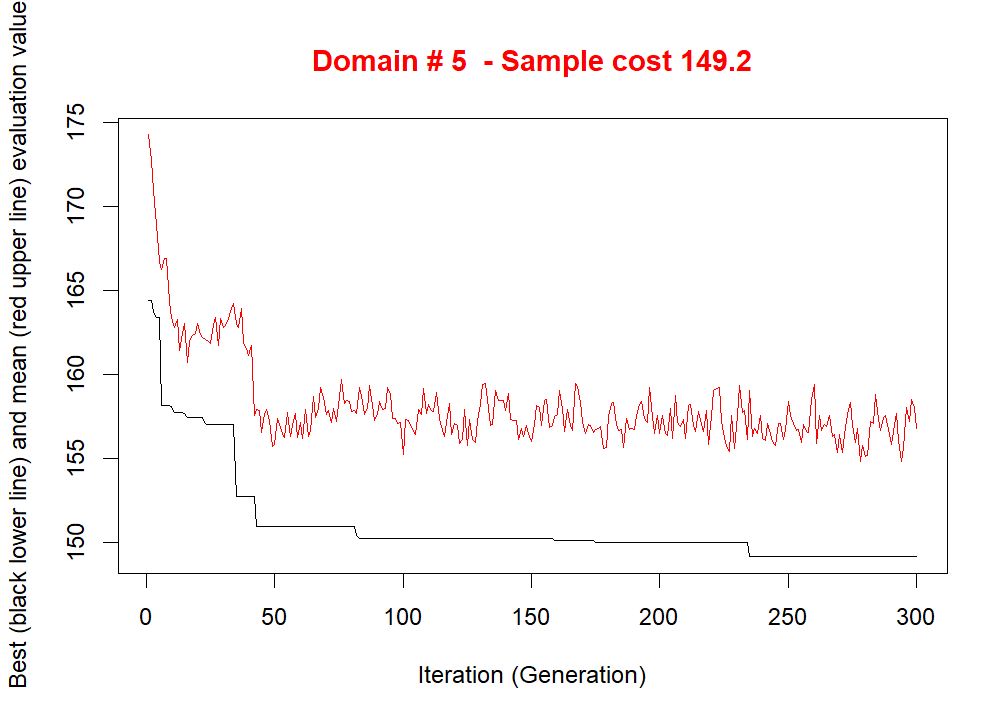 Domain # 5  - Sample cost 149.2
Best (black lower line) and mean (red upper line) evaluation value
175
170
165
160
155
150
0 50 100 150 200 250 300
Iteration (Generation)